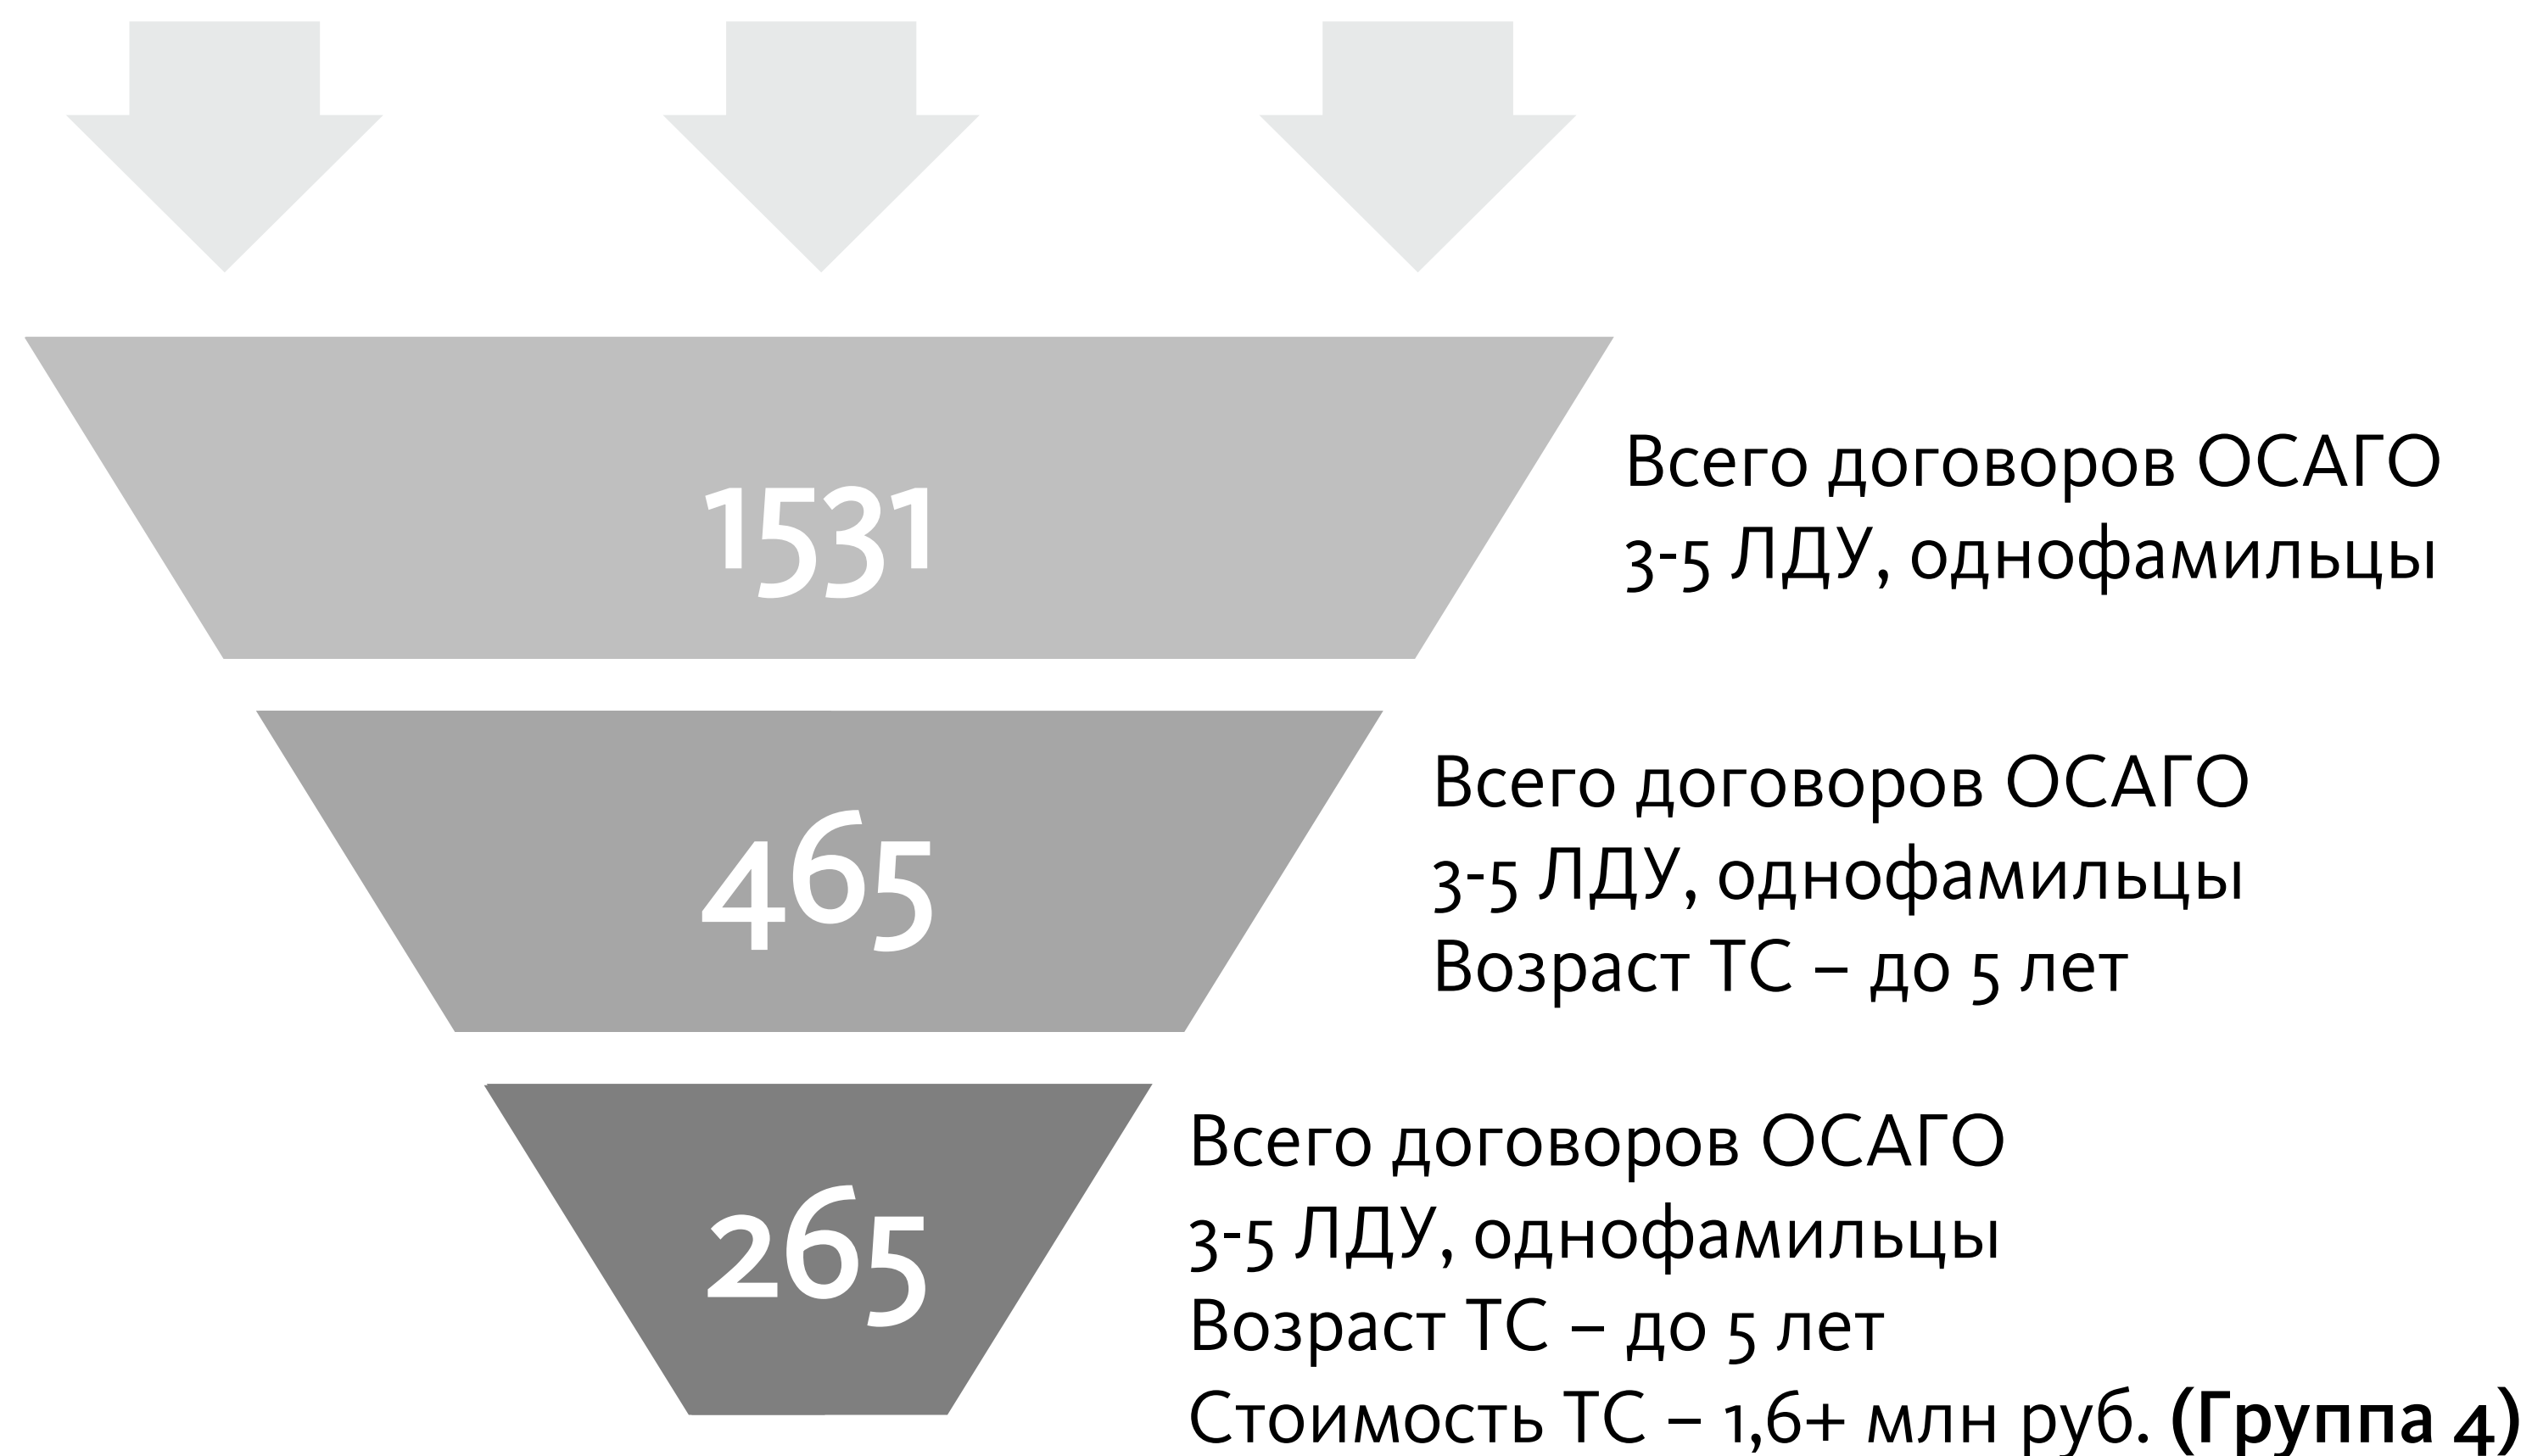 1531
Всего договоров ОСАГО
3-5 ЛДУ, однофамильцы
465
Всего договоров ОСАГО
3-5 ЛДУ, однофамильцы
Возраст ТС – до 5 лет
265
Всего договоров ОСАГО
3-5 ЛДУ, однофамильцы
Возраст ТС – до 5 лет
Стоимость ТС – 1,6+ млн руб. (Группа 4)